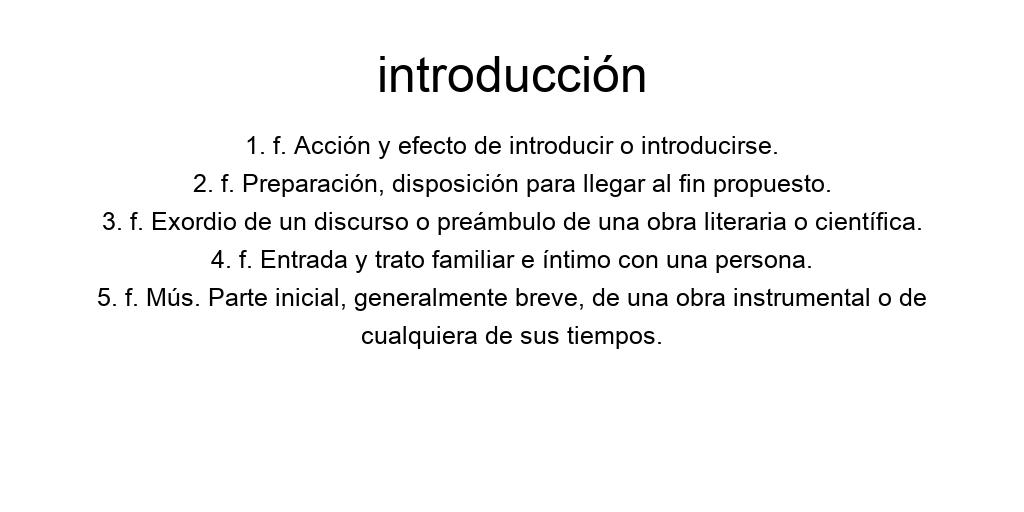 introducción
1. f. Acción y efecto de introducir o introducirse.
2. f. Preparación, disposición para llegar al fin propuesto.
3. f. Exordio de un discurso o preámbulo de una obra literaria o científica.
4. f. Entrada y trato familiar e íntimo con una persona.
5. f. Mús. Parte inicial, generalmente breve, de una obra instrumental o de
cualquiera de sus tiempos.